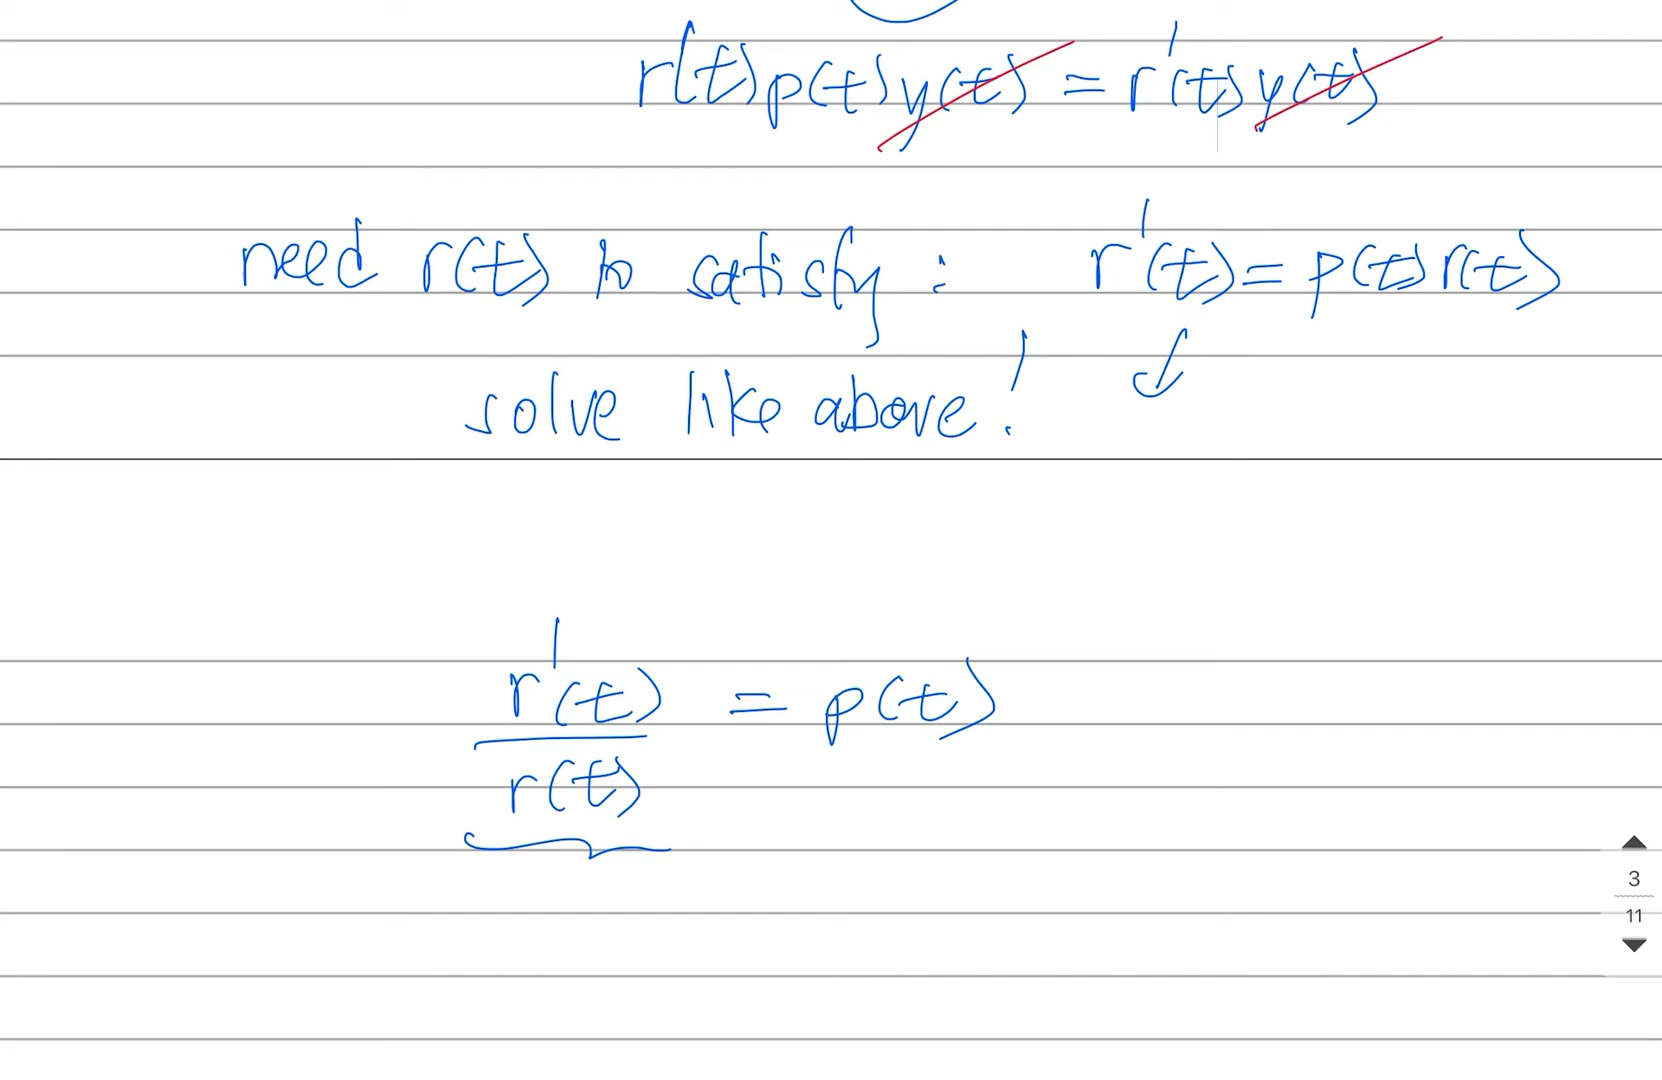 r(t)p(t)y(t) = r'(t)y(t)
need r(t) to satisfy : r'(t) = p(t)r(t)
solve like above !
r'(t)
= p(t)
r(t)
3
11